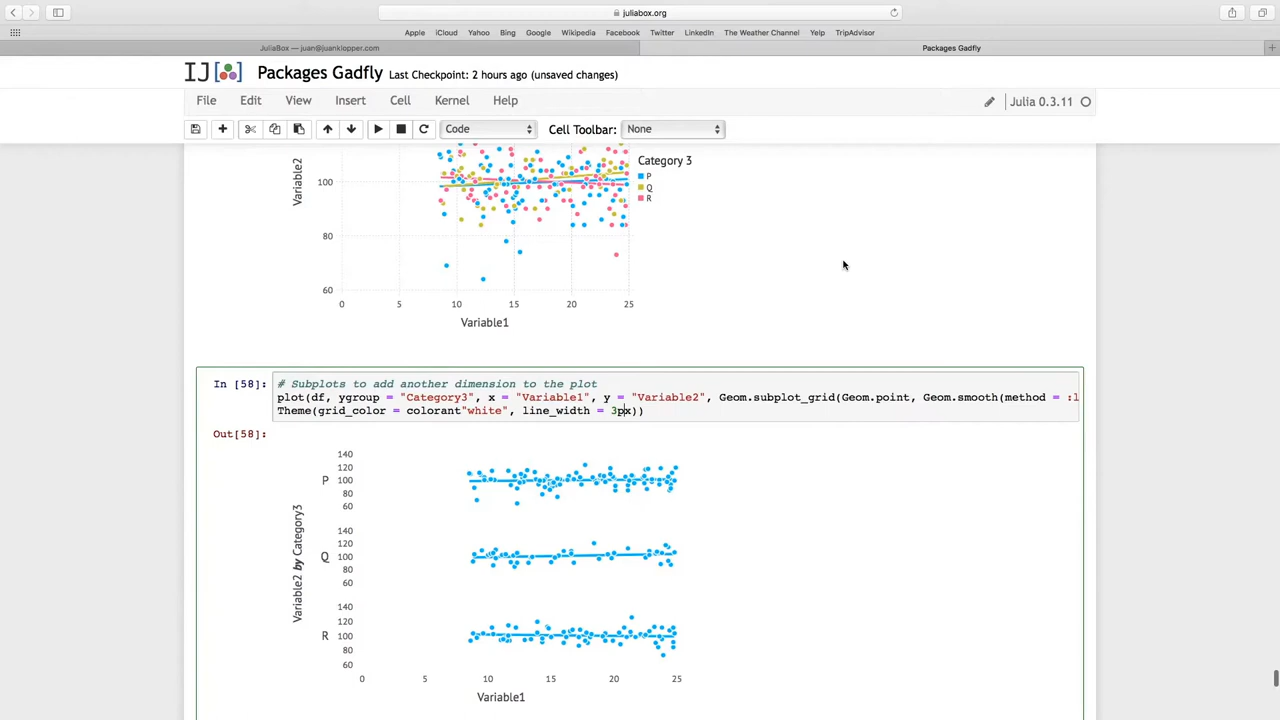 juliabox.org
Apple iCloud Yahoo Bing Google Wikipedia Facebook Twitter LinkedIn The Weather Channel Yelp TripAdvisor
JuliaBox — juan@juanklopper.com
Packages Gadfly
IJ[ ] Packages Gadfly Last Checkpoint: 2 hours ago (unsaved changes)
File Edit View Insert Cell Kernel Help Julia 0.3.11
Code Cell Toolbar: None
Variable2
100
80
60
0 5 10 15 20 25
Variable1
Category 3
P
Q
R
In [58]:
# Subplots to add another dimension to the plot
plot(df, ygroup = "Category3", x = "Variable1", y = "Variable2", Geom.subplot_grid(Geom.point, Geom.smooth(method = :l
Theme(grid_color = colorant"white", line_width = 3px))
Out[58]:
Variable2 by Category3
P
140
120
100
80
60
Q
140
120
100
80
60
R
140
120
100
80
60
0 5 10 15 20 25
Variable1